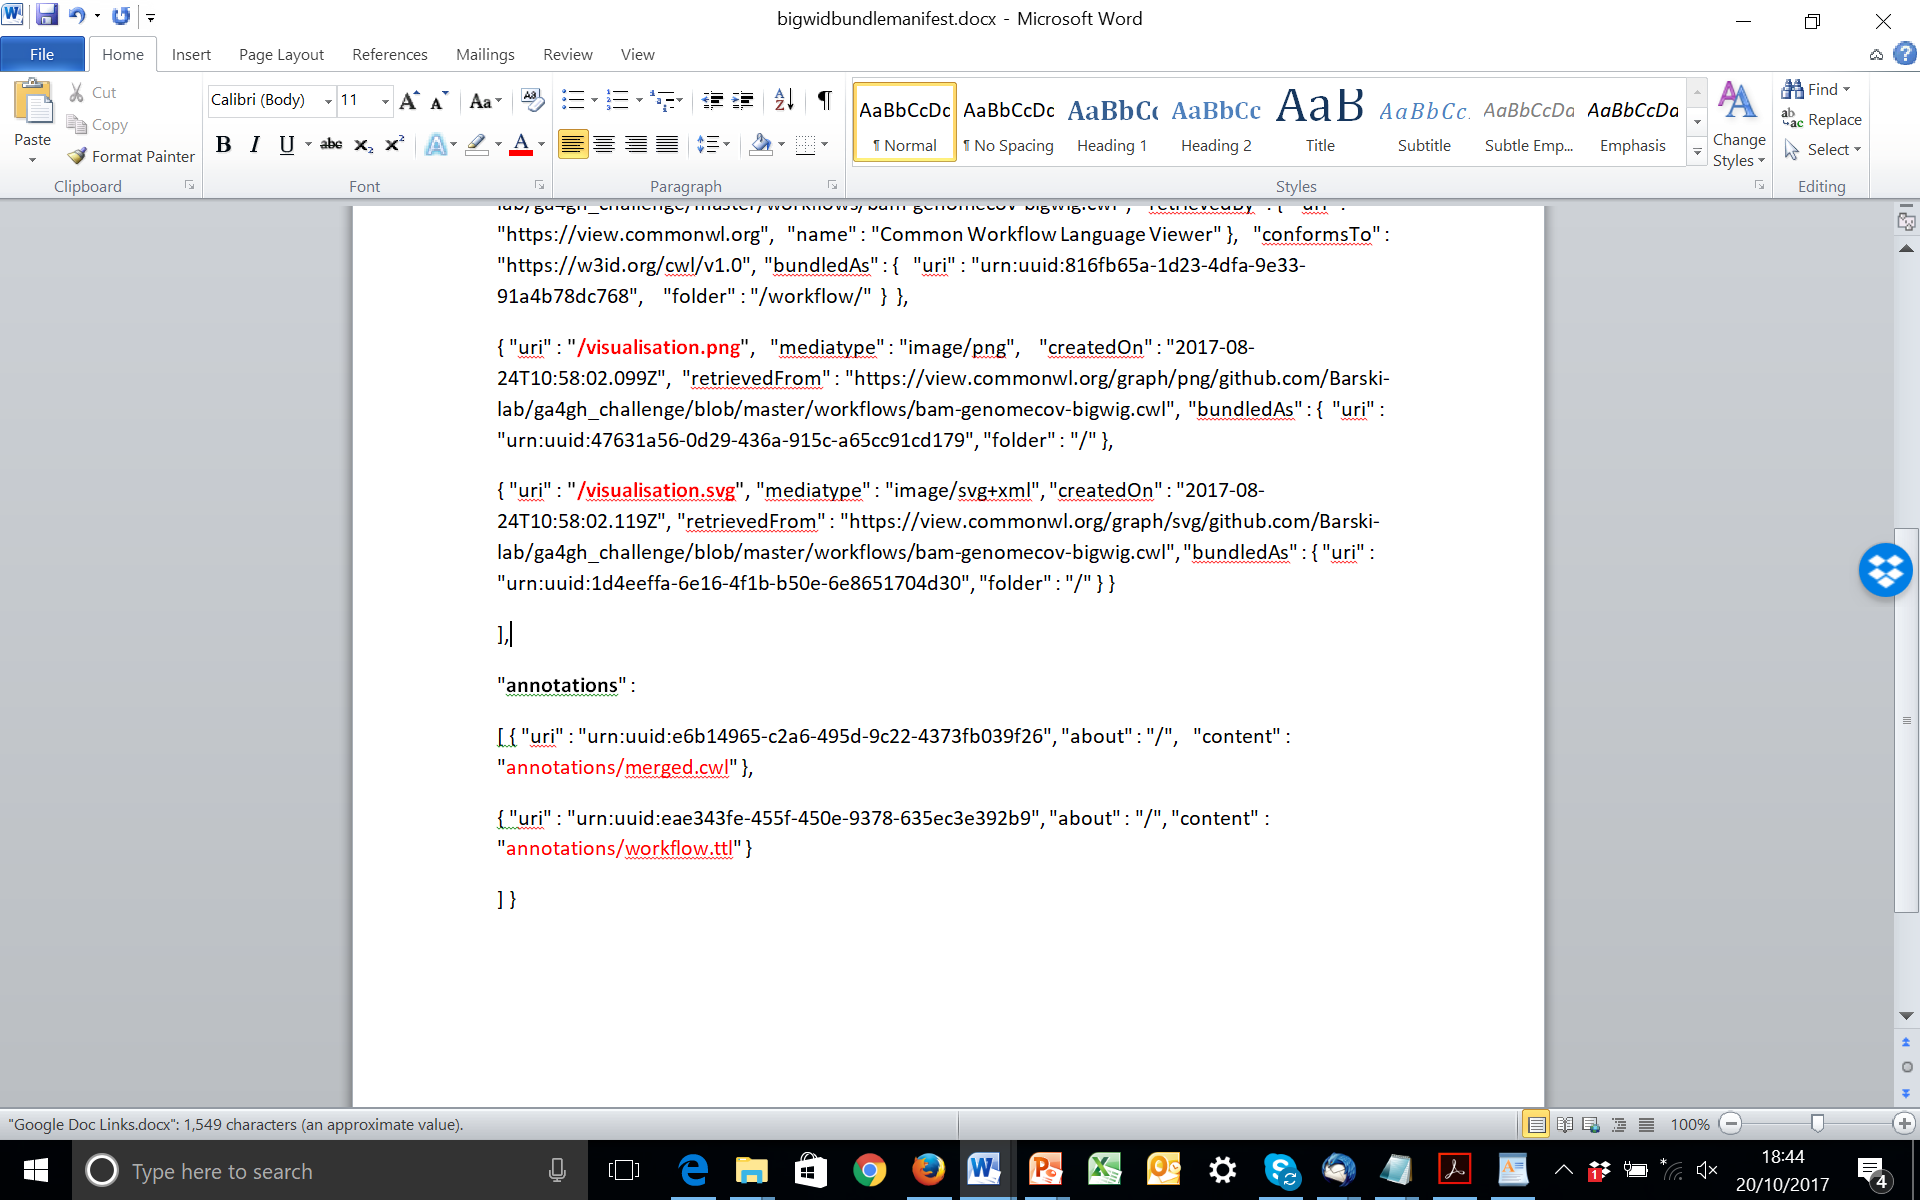 bigwidbundlemanifest.docx - Microsoft Word
File Home Insert Page Layout References Mailings Review View
Paste
Cut
Copy
Format Painter
Clipboard
Calibri (Body) 11
Font
Paragraph
AaBbCcDc AaBbCcDc AaBbCc AaBbCc AaB AaBbCc. AaBbCcDa AaBbCcDa
¶ Normal ¶ No Spacing Heading 1 Heading 2 Title Subtitle Subtle Emp... Emphasis
Styles
Change Styles
Find
Replace
Select
Editing
lab/ga4gh_challenge/master/workflows/bam-genomecov-bigwig.cwl", "retrievedBy" : { "uri" :
"https://view.commonwl.org", "name" : "Common Workflow Language Viewer" }, "conformsTo" :
"https://w3id.org/cwl/v1.0", "bundledAs" : { "uri" : "urn:uuid:816fb65a-1d23-4dfa-9e33-
91a4b78dc768", "folder" : "/workflow/" } },
{ "uri" : "/visualisation.png", "mediatype" : "image/png", "createdOn" : "2017-08-
24T10:58:02.099Z", "retrievedFrom" : "https://view.commonwl.org/graph/png/github.com/Barski-
lab/ga4gh_challenge/blob/master/workflows/bam-genomecov-bigwig.cwl", "bundledAs" : { "uri" :
"urn:uuid:47631a56-0d29-436a-915c-a65cc91cd179", "folder" : "/" },
{ "uri" : "/visualisation.svg", "mediatype" : "image/svg+xml", "createdOn" : "2017-08-
24T10:58:02.119Z", "retrievedFrom" : "https://view.commonwl.org/graph/svg/github.com/Barski-
lab/ga4gh_challenge/blob/master/workflows/bam-genomecov-bigwig.cwl", "bundledAs" : { "uri" :
"urn:uuid:1d4eeffa-6e16-4f1b-b50e-6e8651704d30", "folder" : "/" } }
],
"annotations" :
[ { "uri" : "urn:uuid:e6b14965-c2a6-495d-9c22-4373fb039f26", "about" : "/", "content" :
"annotations/merged.cwl" },
{ "uri" : "urn:uuid:eae343fe-455f-450e-9378-635ec3e392b9", "about" : "/", "content" :
"annotations/workflow.ttl" }
] }
"Google Doc Links.docx": 1,549 characters (an approximate value).
100%
Type here to search
18:44
20/10/2017
4